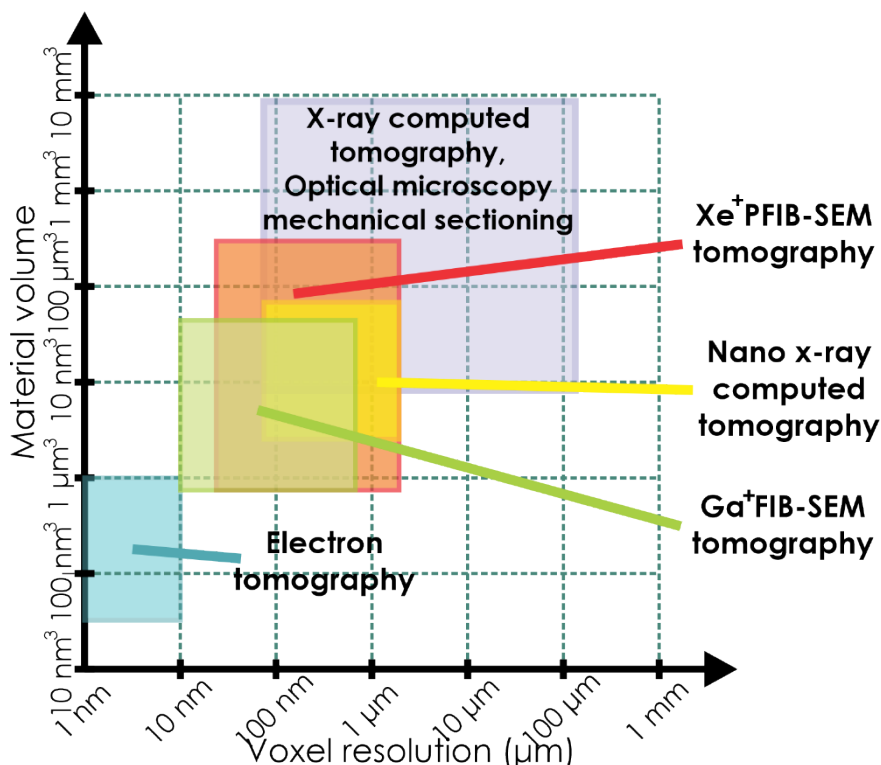 X-ray computed
tomography,
Optical microscopy
mechanical sectioning
Xe⁺PFIB-SEM
tomography
Nano x-ray
computed
tomography
Ga⁺FIB-SEM
tomography
Electron
tomography
Material volume
10 mm³
1 mm³
100 µm³
10 nm³
1 µm³
100 nm³
10 nm³
1 nm
10 nm
100 nm
1 µm
10 µm
100 µm
1 mm
Voxel resolution (µm)